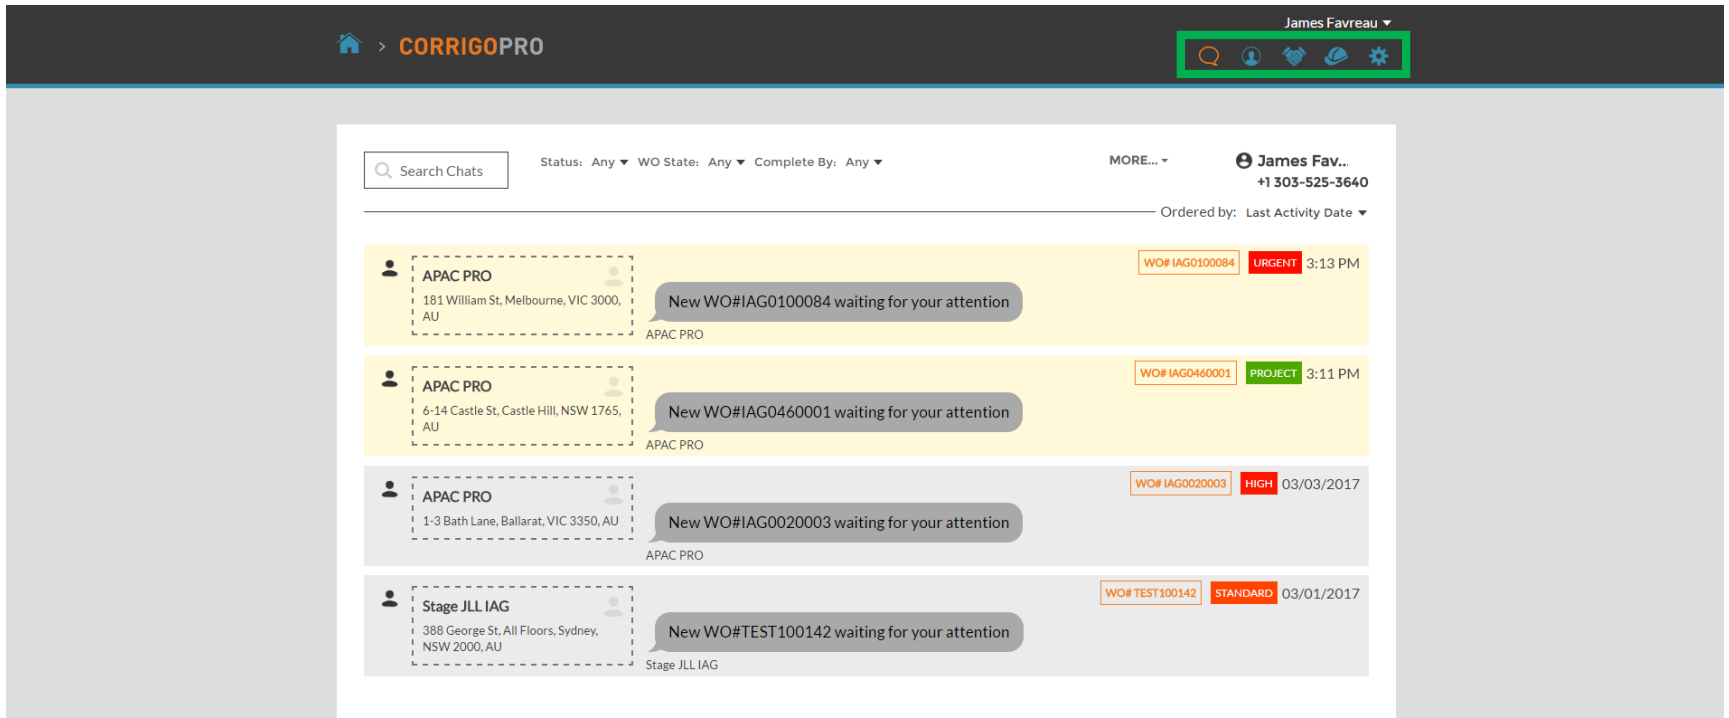 James Favreau
> CORRIGOPRO
Search Chats
Status: Any WO State: Any Complete By: Any
MORE...
James Fav...
+1 303-525-3640
Ordered by: Last Activity Date
APAC PRO
181 William St, Melbourne, VIC 3000,
AU
New WO#IAG0100084 waiting for your attention
APAC PRO
WO# IAG0100084 URGENT 3:13 PM
APAC PRO
6-14 Castle St, Castle Hill, NSW 1765,
AU
New WO#IAG0460001 waiting for your attention
APAC PRO
WO# IAG0460001 PROJECT 3:11 PM
APAC PRO
1-3 Bath Lane, Ballarat, VIC 3350, AU
New WO#IAG0020003 waiting for your attention
APAC PRO
WO# IAG0020003 HIGH 03/03/2017
Stage JLL IAG
388 George St, All Floors, Sydney,
NSW 2000, AU
New WO#TEST100142 waiting for your attention
Stage JLL IAG
WO# TEST100142 STANDARD 03/01/2017